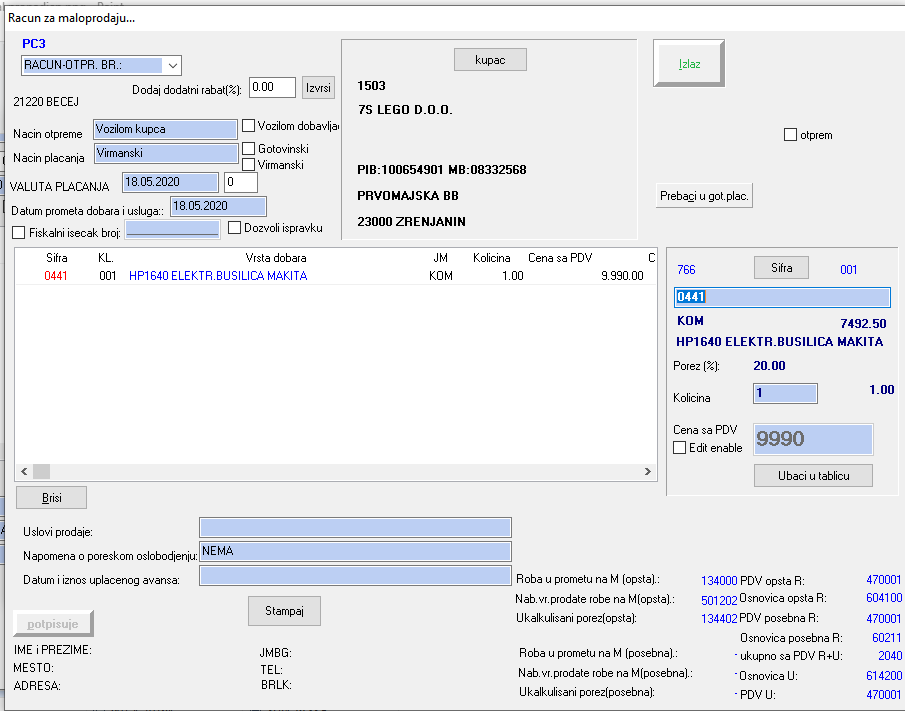 Racun za maloprodaju...
PC3
RACUN-OTPR. BR.:
Dodaj dodatni rabat(%): 0.00 Izvrsi
21220 BECEJ
Nacin otpreme Vozilom kupca Vozilom dobavljac
Nacin placanja Virmanski Gotovinski
Virmanski
VALUTA PLACANJA 18.05.2020 0
Datum prometa dobara i usluga:: 18.05.2020
Fiskalni isecak broj: Dozvoli ispravku
kupac
1503
7S LEGO D.O.O.
PIB:100654901 MB:08332568
PRVOMAJSKA BB
23000 ZRENJANIN
Izlaz
otprem
Prebaci u got.plac.
Sifra KL. Vrsta dobara JM Kolicina Cena sa PDV C
0441 001 HP1640 ELEKTR.BUSILICA MAKITA KOM 1.00 9.990.00
766 Sifra 001
0441
KOM 7492.50
HP1640 ELEKTR.BUSILICA MAKITA
Porez (%): 20.00
Kolicina 1 1.00
Cena sa PDV 9990
Edit enable
Ubaci u tablicu
Brisi
Uslovi prodaje:
Napomena o poreskom oslobodjenju: NEMA
Datum i iznos uplacenog avansa:
Stampaj
potpisuje
IME i PREZIME:
MESTO:
ADRESA:
JMBG:
TEL:
BRLK:
Roba u prometu na M (opsta).: 134000 PDV opsta R: 470001
Nab.vr.prodate robe na M(opsta).: 501202 Osnovica opsta R: 604100
Ukalkulisani porez(opsta): 134402 PDV posebna R: 470001
Osnovica posebna R: 60211
Roba u prometu na M (posebna).: - ukupno sa PDV R+U: 2040
Nab.vr.prodate robe na M(posebna).: - Osnovica U: 614200
Ukalkulisani porez(posebna): - PDV U: 470001